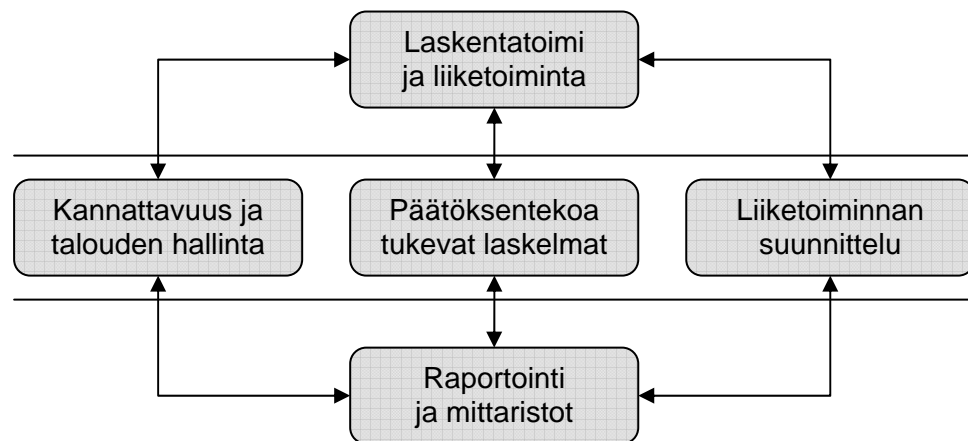 Laskentatoimi
ja liiketoiminta
Kannattavuus ja
talouden hallinta
Päätöksentekoa
tukevat laskelmat
Liiketoiminnan
suunnittelu
Raportointi
ja mittaristot